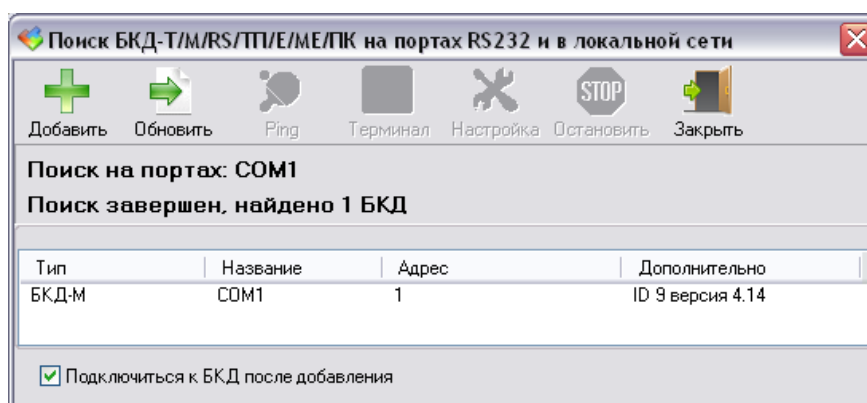 Поиск БКД-Т/М/RS/ТП/Е/МЕ/ПК на портах RS232 и в локальной сети
Добавить Обновить Ping Терминал Настройка Остановить Закрыть
Поиск на портах: COM1
Поиск завершен, найдено 1 БКД
Тип Название Адрес Дополнительно
БКД-М COM1 1 ID 9 версия 4.14
Подключиться к БКД после добавления